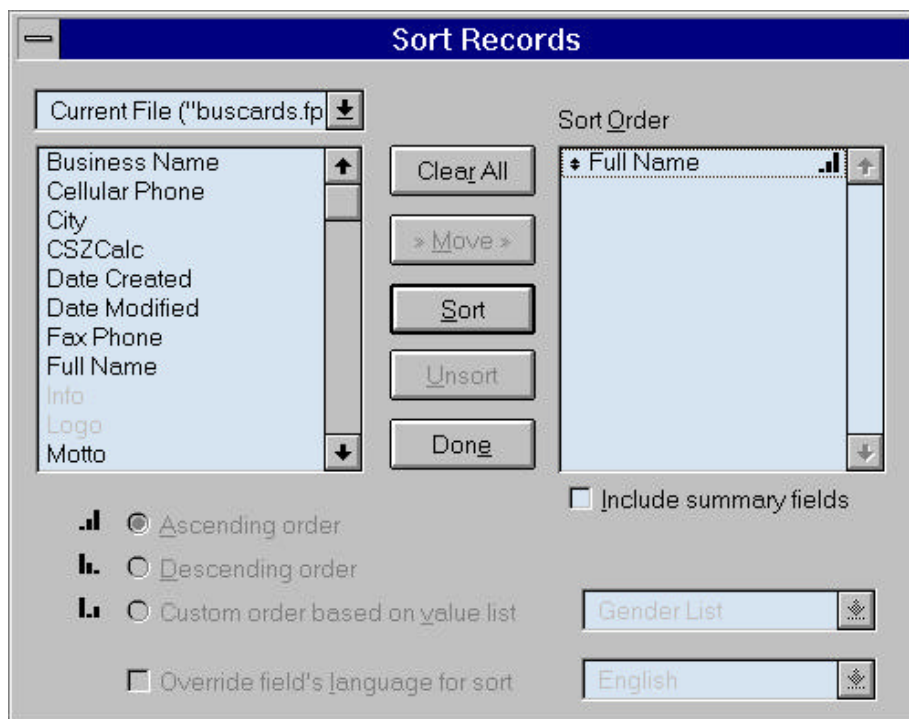 Sort Records
Current File ("buscards.fp
Sort Order
Business Name
Cellular Phone
City
CSZCalc
Date Created
Date Modified
Fax Phone
Full Name
Info
Logo
Motto
Clear All
» Move »
Sort
Unsort
Done
Full Name
Include summary fields
Ascending order
Descending order
Custom order based on value list
Gender List
Override field's language for sort
English